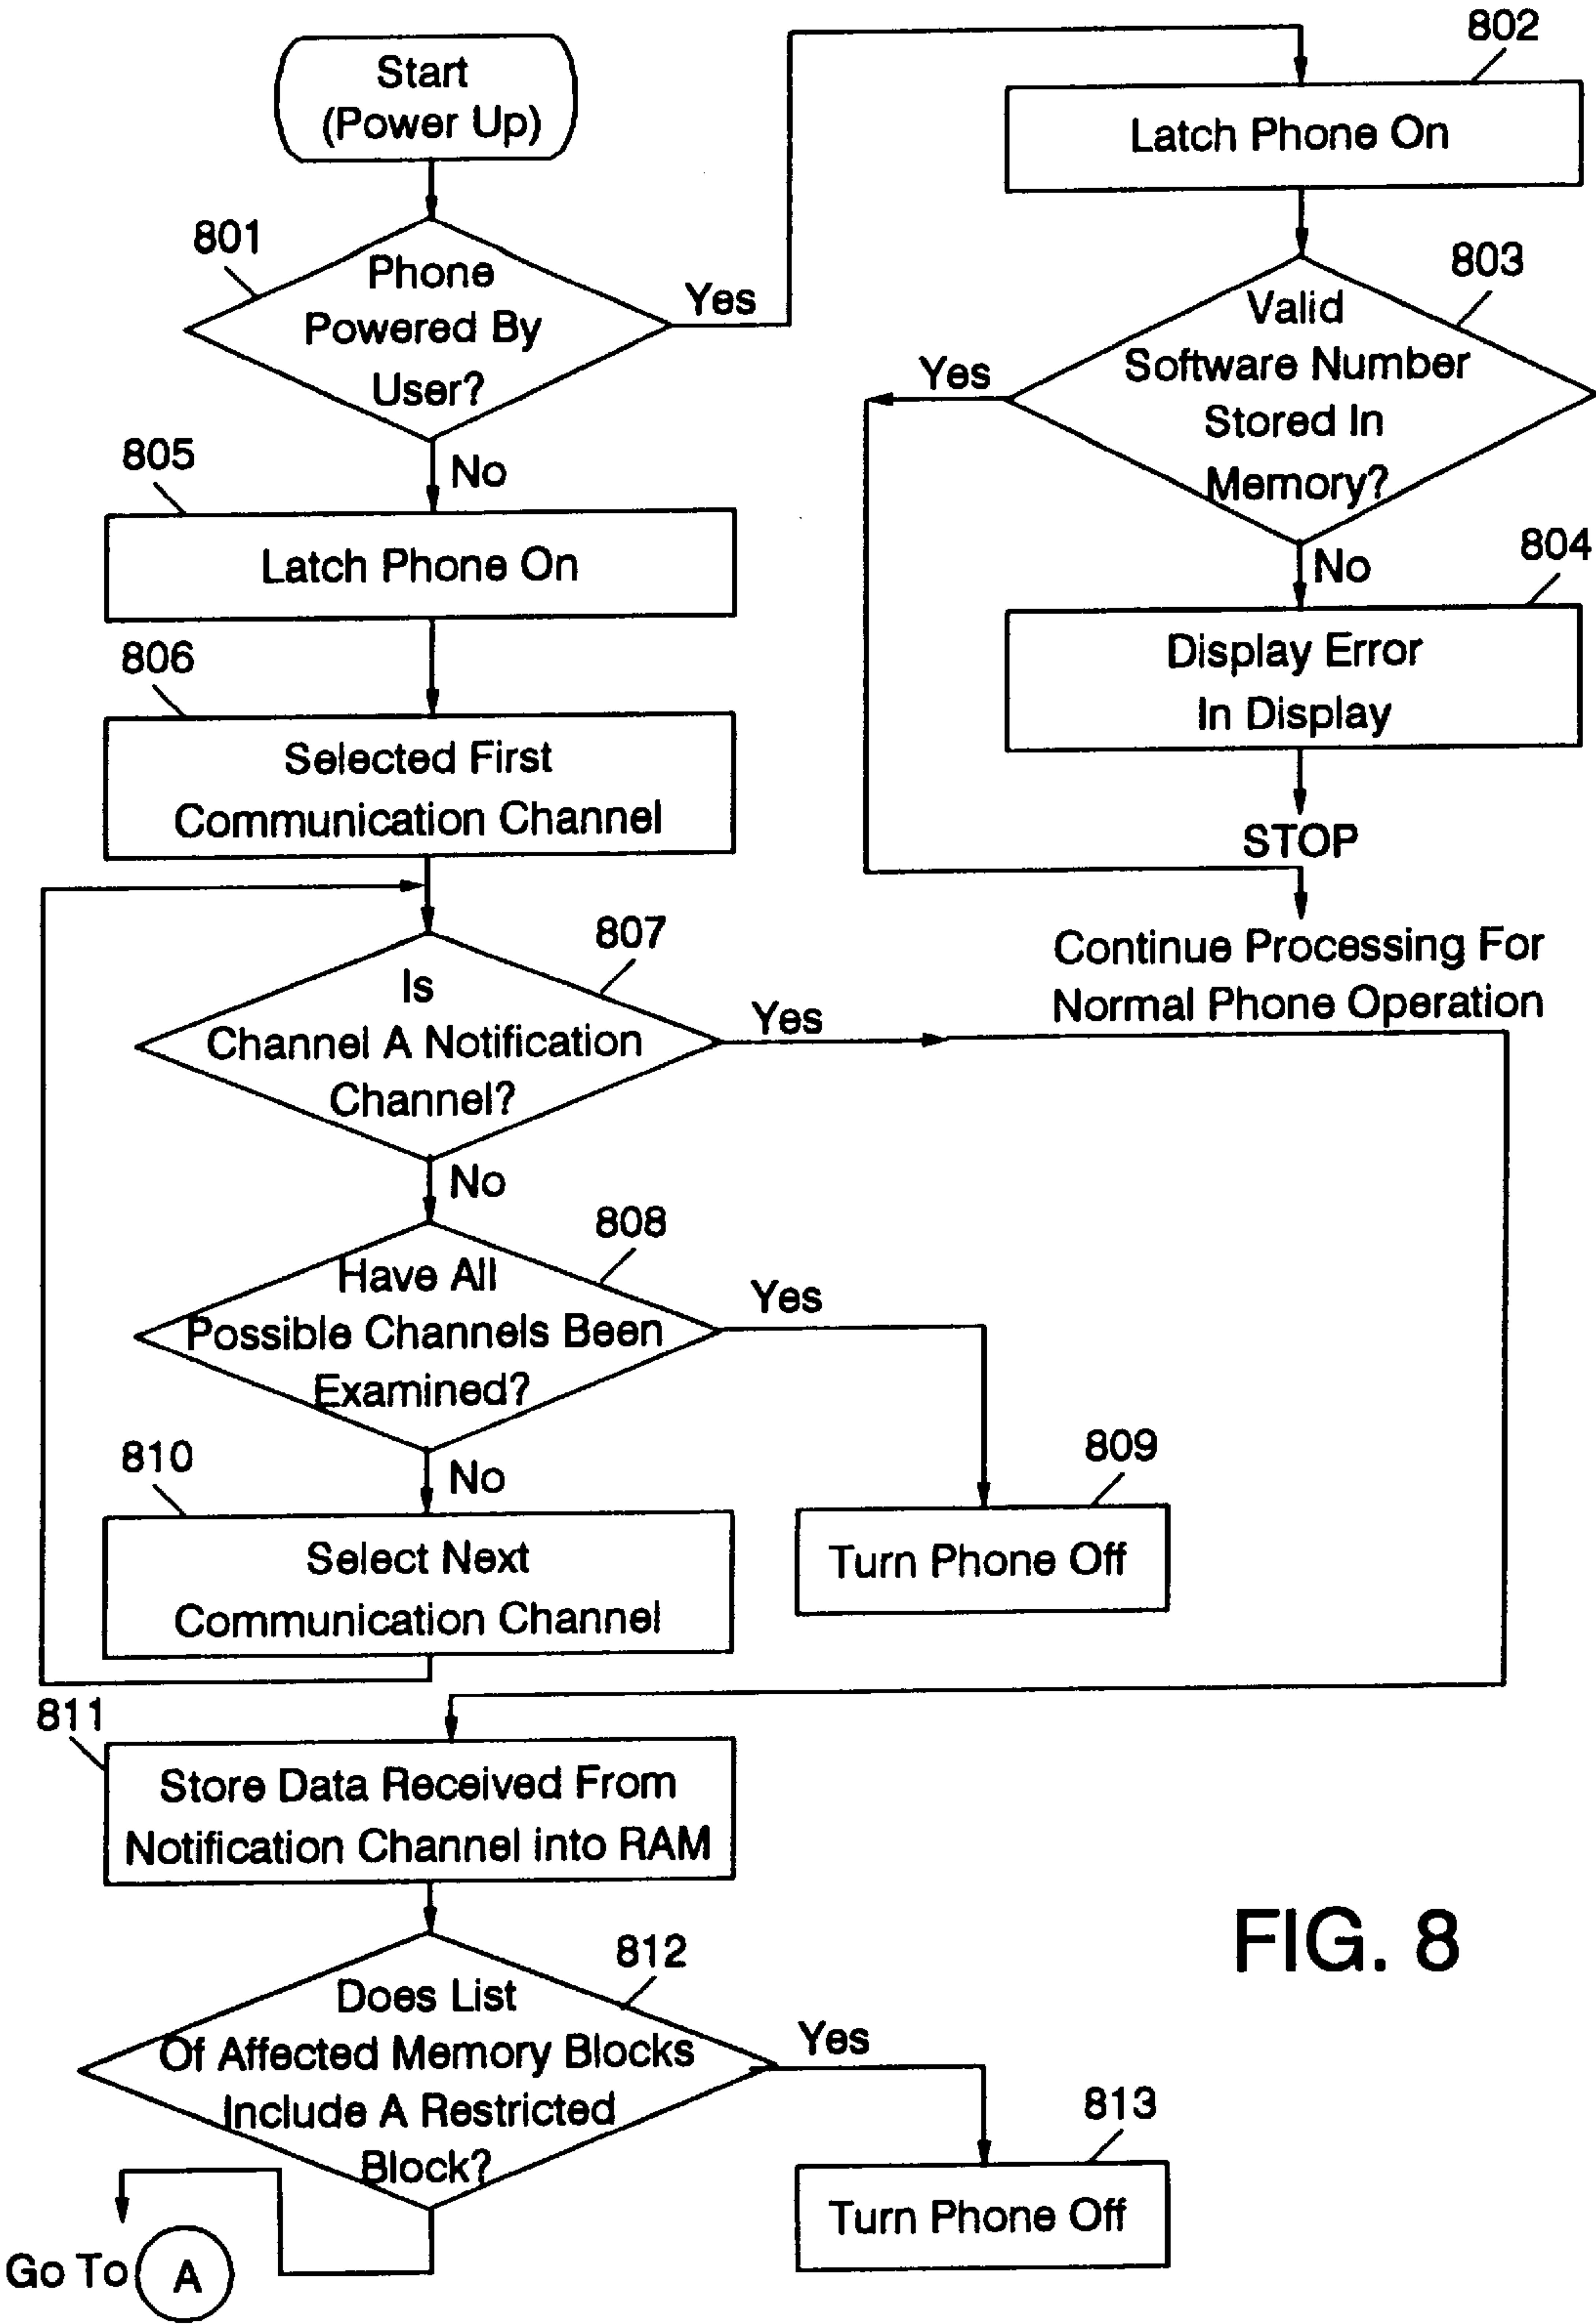 Start
(Power Up)
801
Phone
Powered By
User?
Yes
No
802
Latch Phone On
803
Valid
Software Number
Stored In
Memory?
Yes
No
804
Display Error
In Display
STOP
Continue Processing For
Normal Phone Operation
805
Latch Phone On
806
Selected First
Communication Channel
807
Is
Channel A Notification
Channel?
Yes
No
808
Have All
Possible Channels Been
Examined?
Yes
No
809
Turn Phone Off
810
Select Next
Communication Channel
811
Store Data Received From
Notification Channel into RAM
812
Does List
Of Affected Memory Blocks
Include A Restricted
Block?
Yes
813
Turn Phone Off
Go To A
FIG. 8